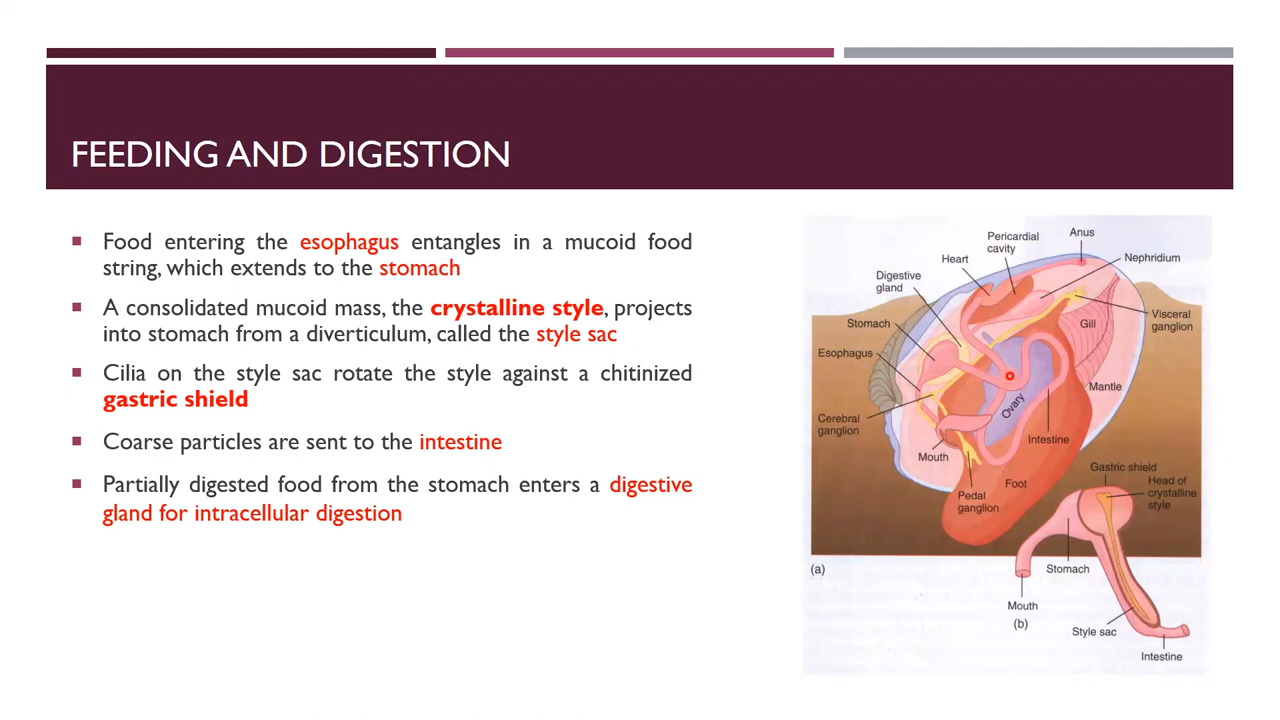 FEEDING AND DIGESTION
Food entering the esophagus entangles in a mucoid food
string, which extends to the stomach
A consolidated mucoid mass, the crystalline style, projects
into stomach from a diverticulum, called the style sac
Cilia on the style sac rotate the style against a chitinized
gastric shield
Coarse particles are sent to the intestine
Partially digested food from the stomach enters a digestive
gland for intracellular digestion
Anus
Pericardial
cavity
Heart
Nephridium
Digestive
gland
Stomach
Visceral
ganglion
Gill
Esophagus
Mantle
Ovary
Cerebral
ganglion
Intestine
Mouth
Foot
Pedal
ganglion
Gastric shield
Head of
crystalline
style
(a)
Stomach
Mouth
(b)
Style sac
Intestine